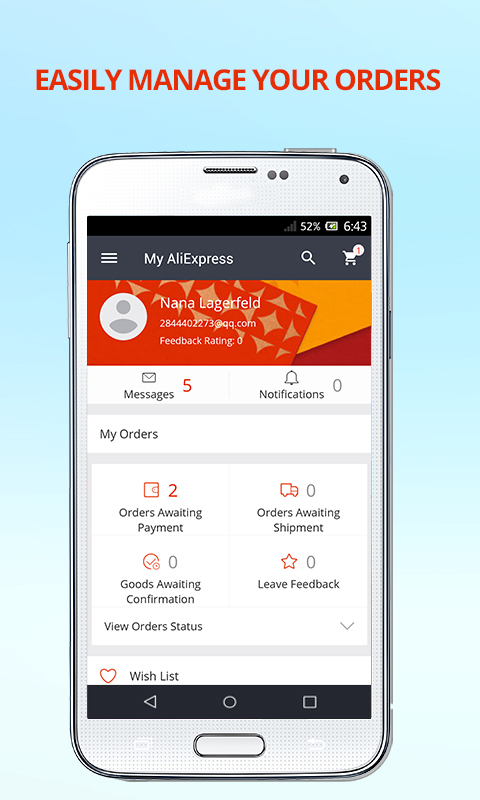 EASILY MANAGE YOUR ORDERS
52% 6:43
My AliExpress 1
Nana Lagerfeld
2844402273@qq.com
Feedback Rating: 0
Messages 5
Notifications 0
My Orders
2
Orders Awaiting
Payment
0
Orders Awaiting
Shipment
0
Goods Awaiting
Confirmation
0
Leave Feedback
View Orders Status
Wish List